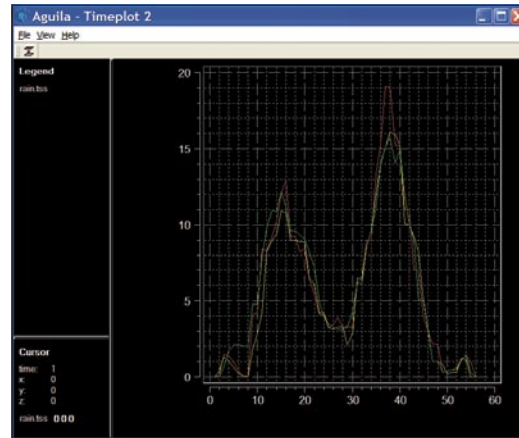 Aguila - Timeplot 2
File View Help
Legend
rain.tss
20
15
10
5
0
0 10 20 30 40 50 60
Cursor
time: 1
x: 0
y: 0
z: 0
rain.tss 0 0 0